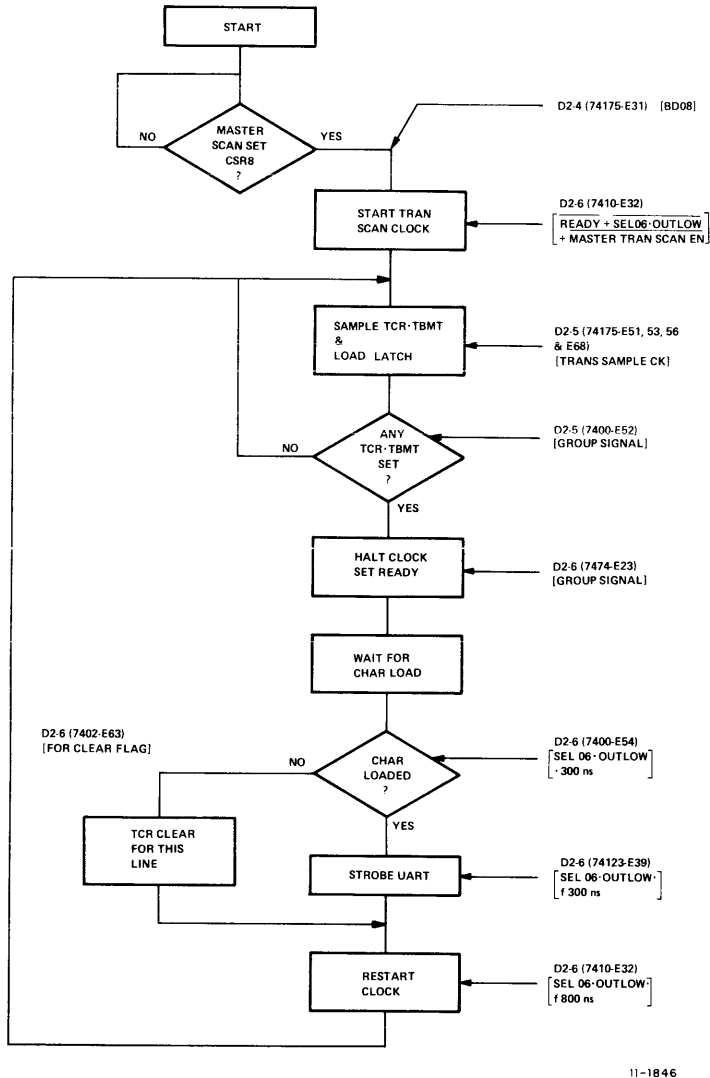 START
MASTER
SCAN SET
CSR8
?
NO
YES
D2-4 (74175-E31) [BD08]
START TRAN
SCAN CLOCK
D2-6 (7410-E32)
[READY + SEL06·OUTLOW
+ MASTER TRAN SCAN EN]
SAMPLE TCR·TBMT
&
LOAD LATCH
D2-5 (74175-E51, 53, 56
& E68)
[TRANS SAMPLE CK]
ANY
TCR·TBMT
SET
?
NO
YES
D2-5 (7400-E52)
[GROUP SIGNAL]
HALT CLOCK
SET READY
D2-6 (7474-E23)
[GROUP SIGNAL]
WAIT FOR
CHAR LOAD
D2-6 (7402-E63)
[FOR CLEAR FLAG]
CHAR
LOADED
?
NO
YES
D2-6 (7400-E54)
[SEL 06·OUTLOW
· 300 ns]
TCR CLEAR
FOR THIS
LINE
STROBE UART
D2-6 (74123-E39)
[SEL 06·OUTLOW·
f 300 ns]
RESTART
CLOCK
D2-6 (7410-E32)
[SEL 06·OUTLOW·
f 800 ns]
11-1846